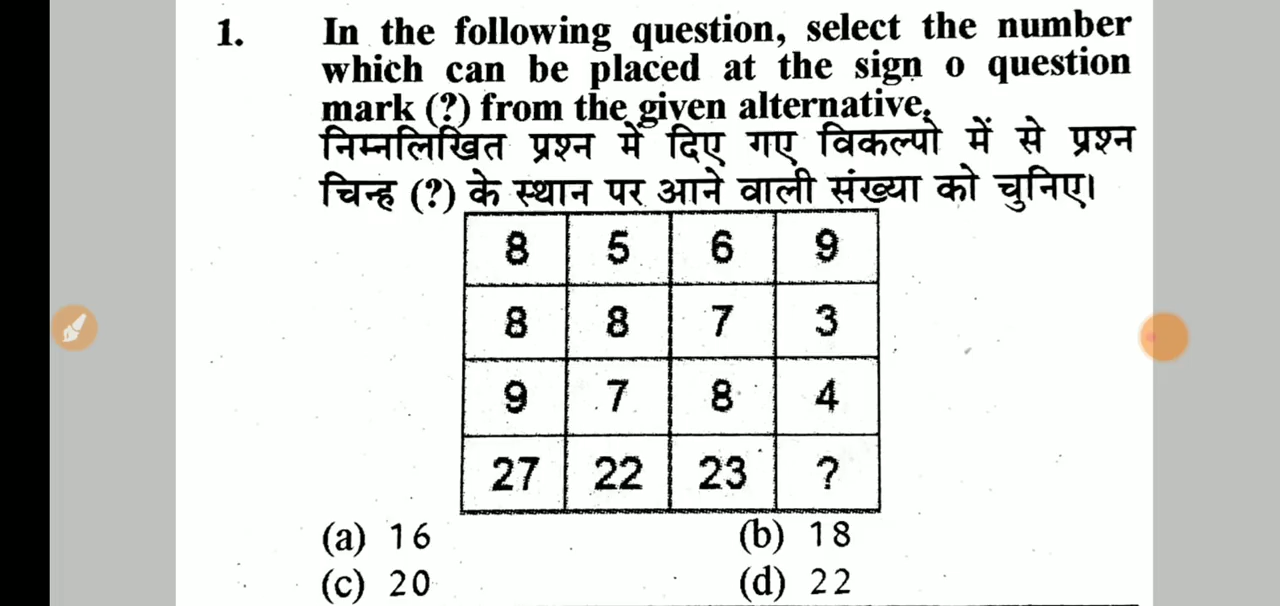 1. In the following question, select the number
which can be placed at the sign o question
mark (?) from the given alternative.
निम्नलिखित प्रश्न में दिए गए विकल्पो में से प्रश्न
चिन्ह (?) के स्थान पर आने वाली संख्या को चुनिए।
8 5 6 9
8 8 7 3
9 7 8 4
27 22 23 ?
(a) 16 (b) 18
(c) 20 (d) 22